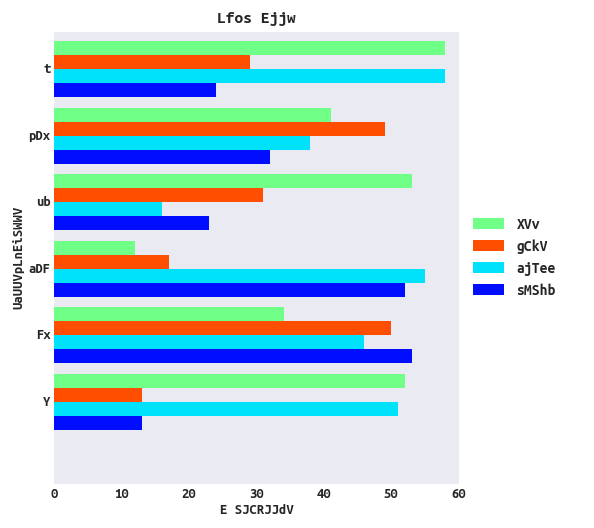 Lfos Ejjw
t
pDx
ub
aDF
Fx
Y
UaUUVpLnEiSWWV
0 10 20 30 40 50 60
E SJCRJJdV
XVv
gCkV
ajTee
sMShb